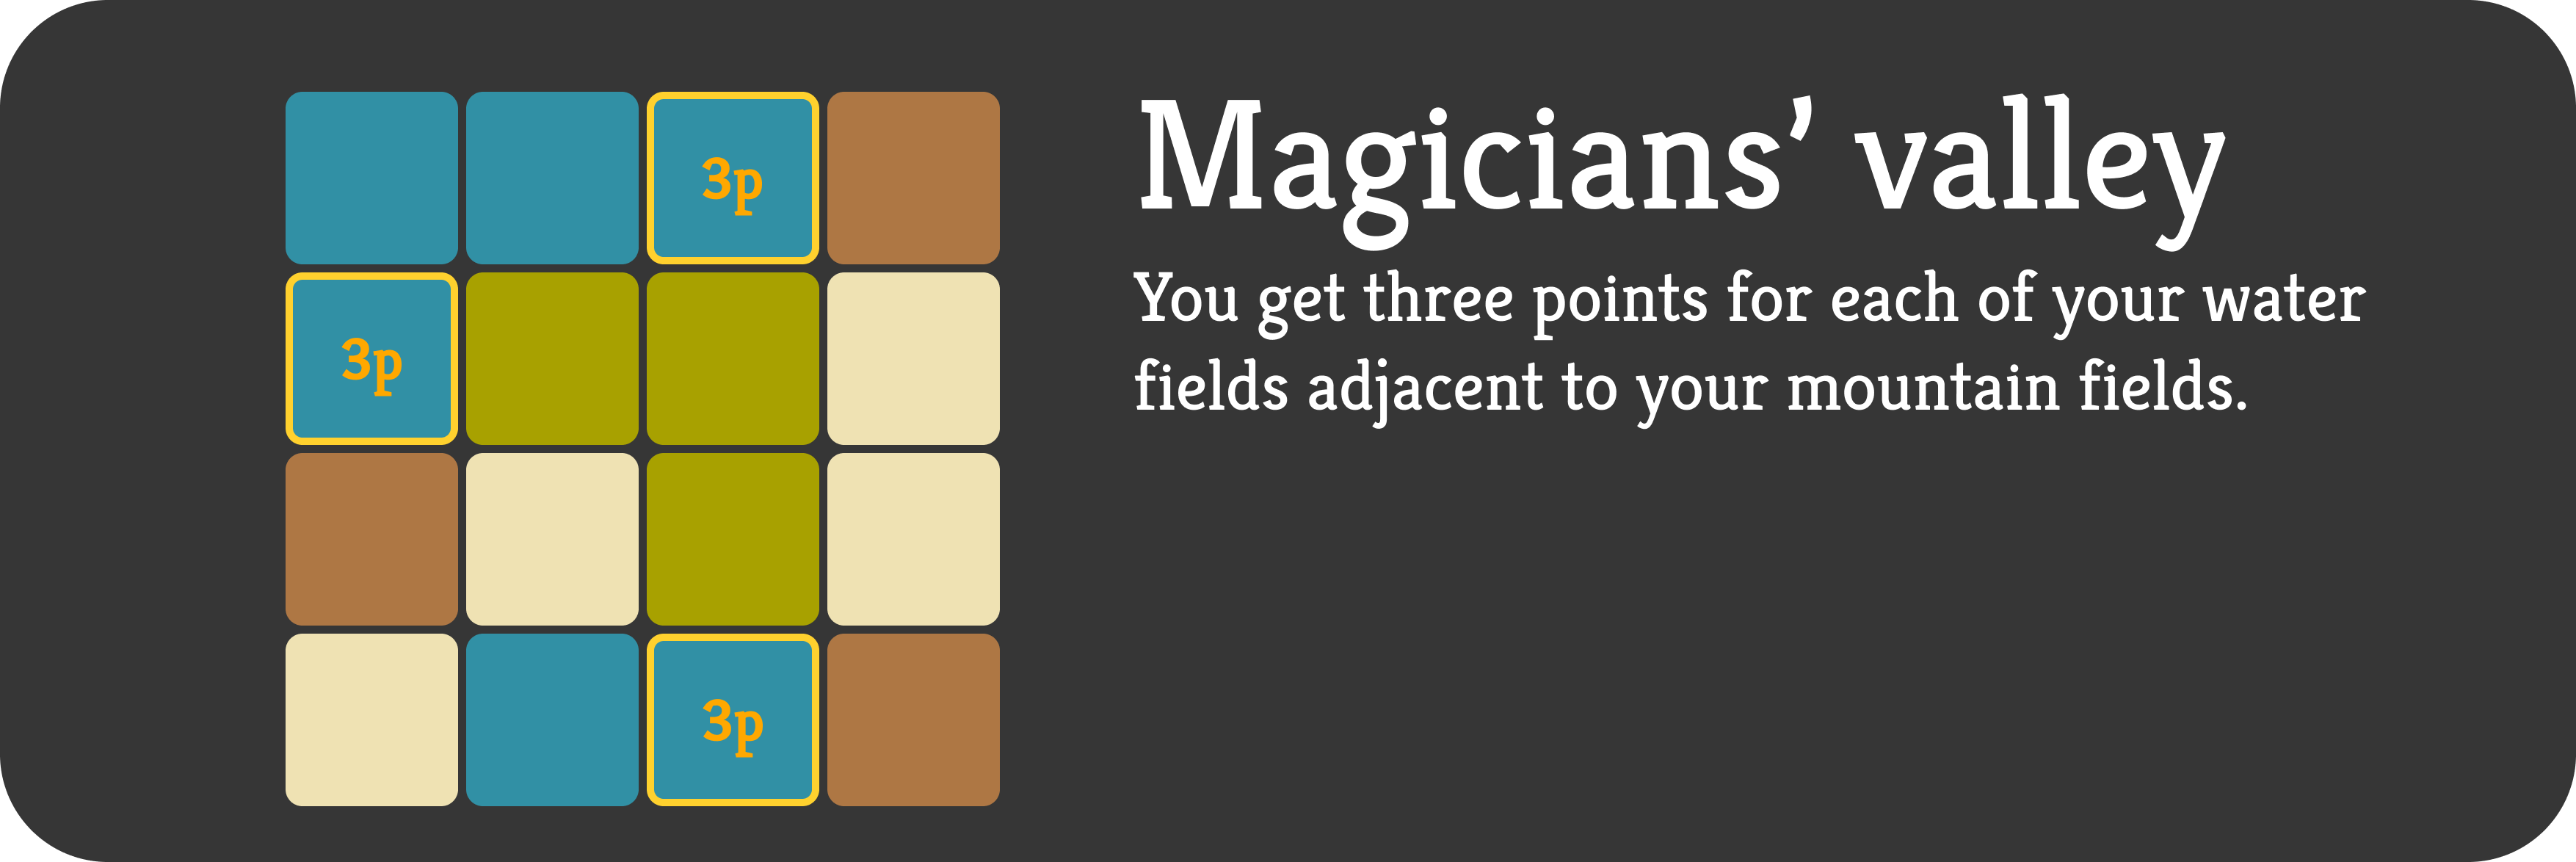 3p
3p
3p
Magicians’ valley
You get three points for each of your water
fields adjacent to your mountain fields.